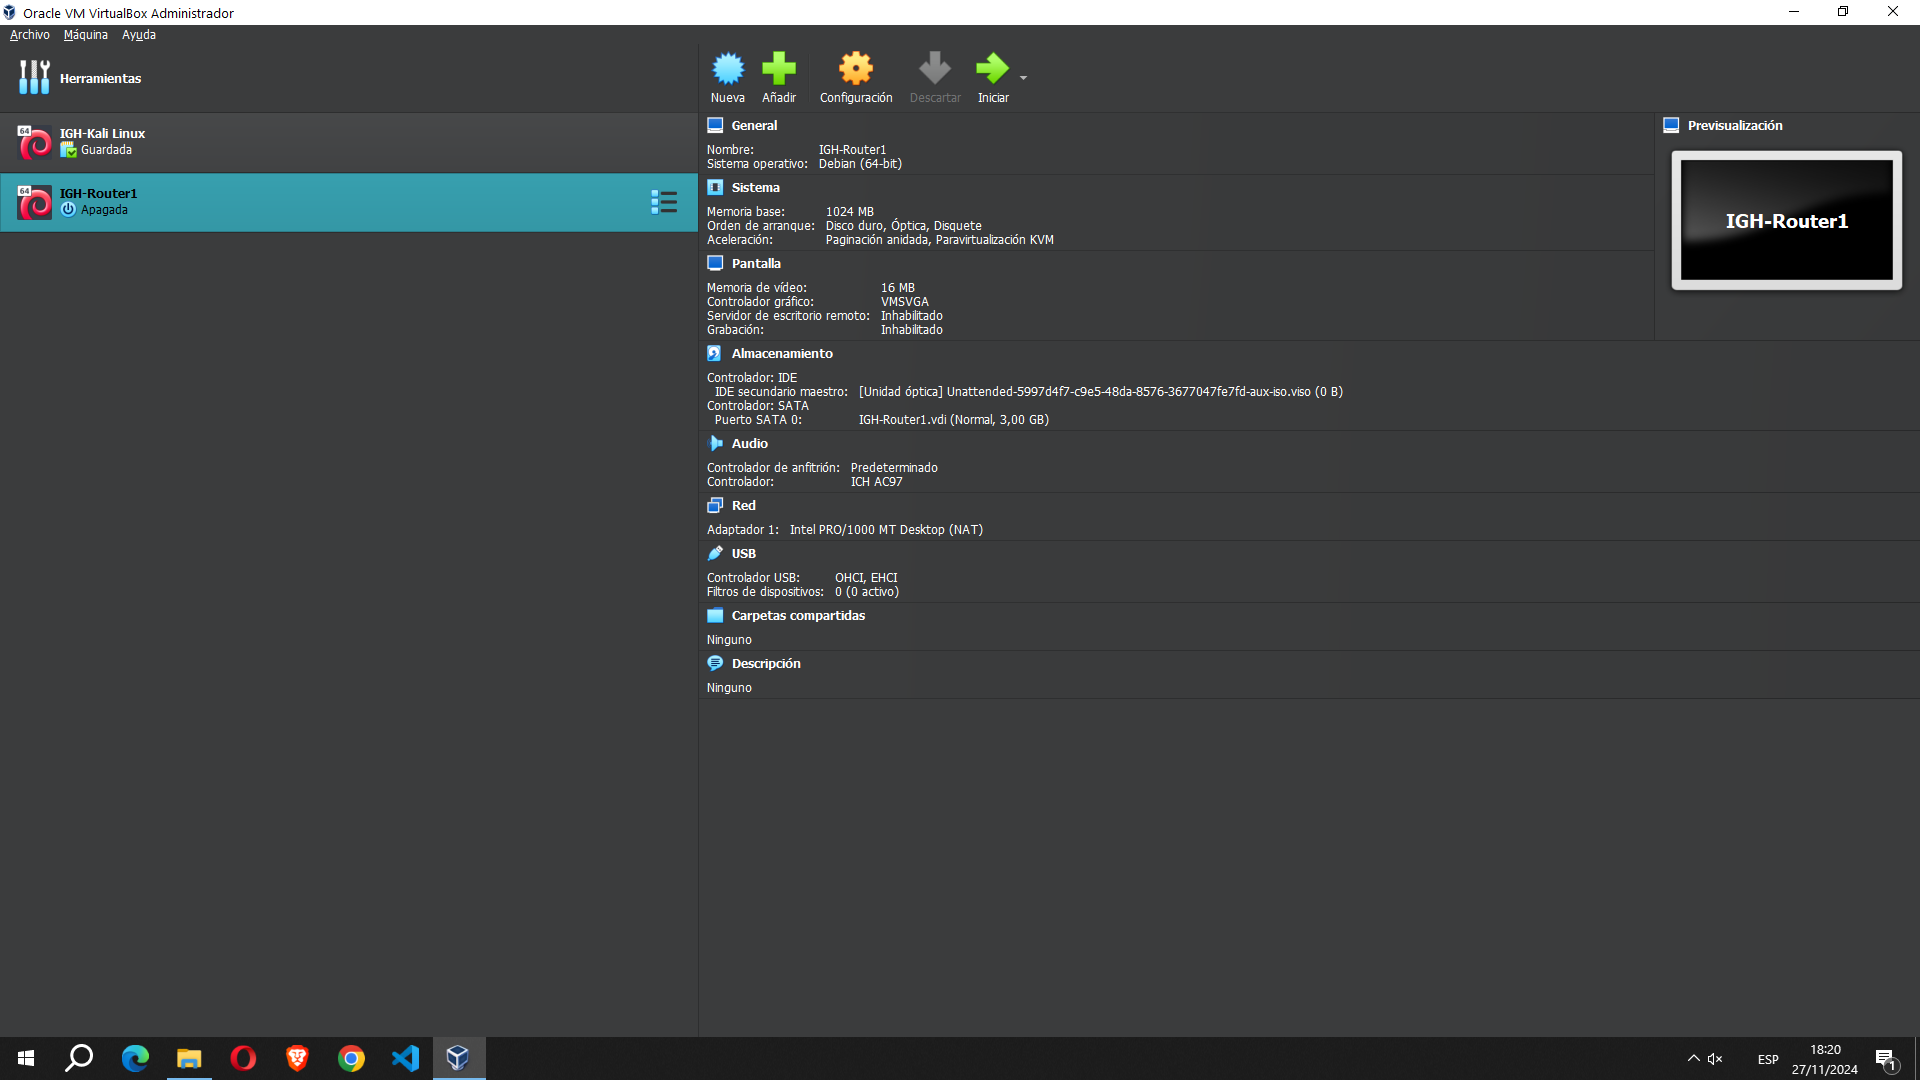 Oracle VM VirtualBox Administrador
Archivo Máquina Ayuda
Herramientas
64
IGH-Kali Linux
Guardada
64
IGH-Router1
Apagada
Nueva Añadir Configuración Descartar Iniciar
General
Nombre: IGH-Router1
Sistema operativo: Debian (64-bit)
Sistema
Memoria base: 1024 MB
Orden de arranque: Disco duro, Óptica, Disquete
Aceleración: Paginación anidada, Paravirtualización KVM
Pantalla
Memoria de vídeo: 16 MB
Controlador gráfico: VMSVGA
Servidor de escritorio remoto: Inhabilitado
Grabación: Inhabilitado
Previsualización
IGH-Router1
Almacenamiento
Controlador: IDE
IDE secundario maestro: [Unidad óptica] Unattended-5997d4f7-c9e5-48da-8576-3677047fe7fd-aux-iso.viso (0 B)
Controlador: SATA
Puerto SATA 0: IGH-Router1.vdi (Normal, 3,00 GB)
Audio
Controlador de anfitrión: Predeterminado
Controlador: ICH AC97
Red
Adaptador 1: Intel PRO/1000 MT Desktop (NAT)
USB
Controlador USB: OHCI, EHCI
Filtros de dispositivos: 0 (0 activo)
Carpetas compartidas
Ninguno
Descripción
Ninguno
ESP
18:20
27/11/2024
1